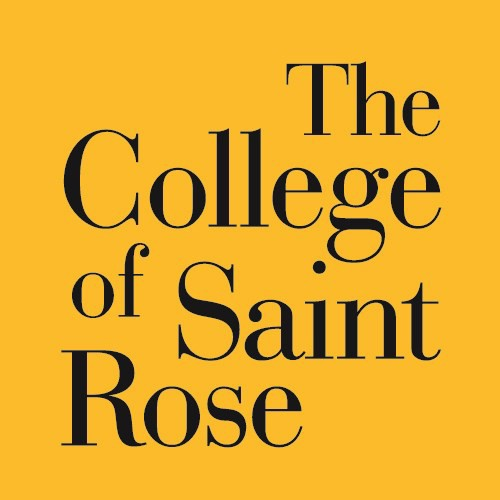 The
College
of Saint
Rose